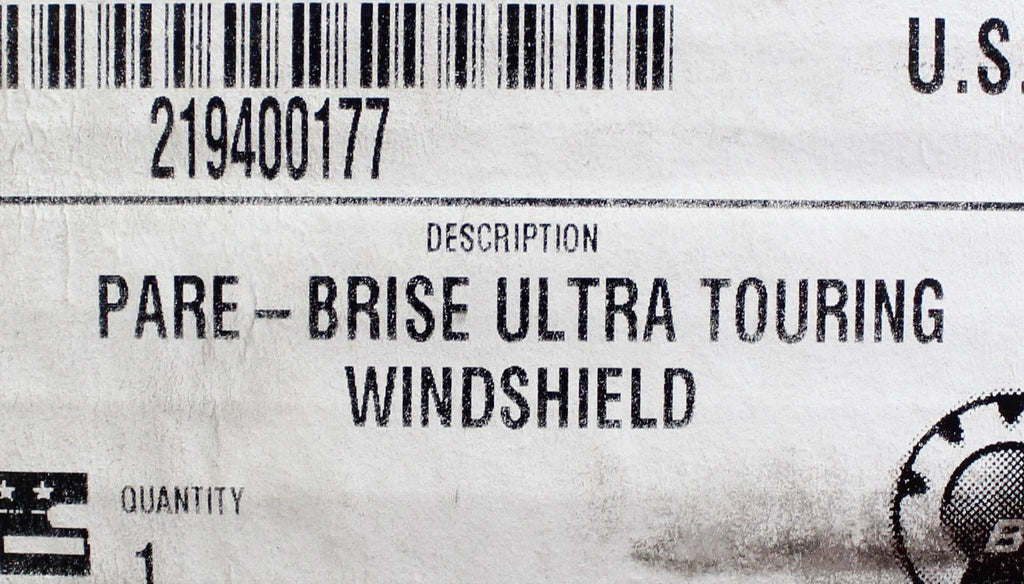 U.S.
219400177
DESCRIPTION
PARE – BRISE ULTRA TOURING
WINDSHIELD
QUANTITY
1
B